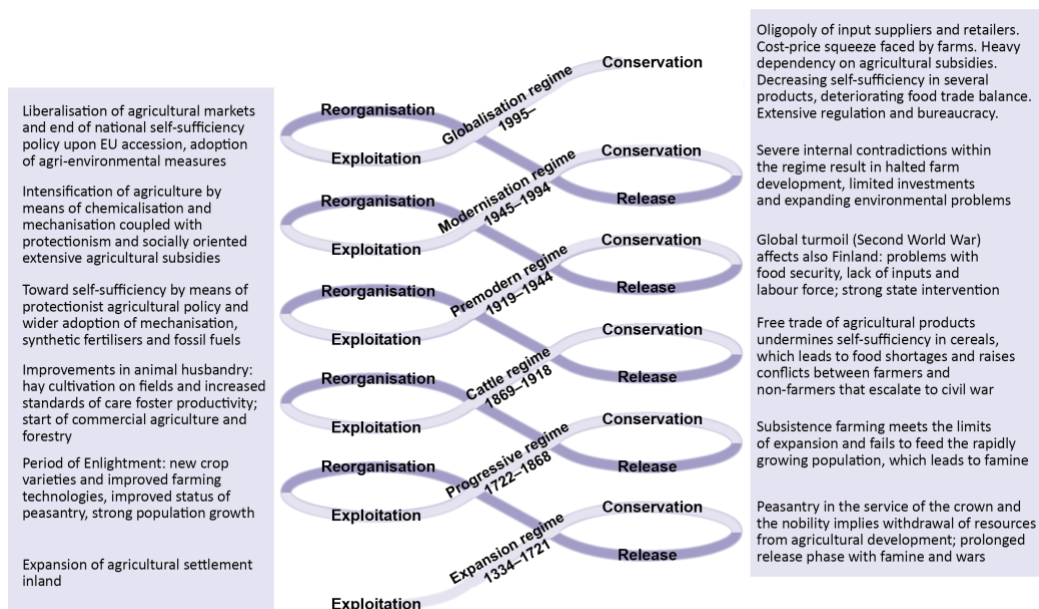 Liberalisation of agricultural markets
and end of national self-sufficiency
policy upon EU accession, adoption
of agri-environmental measures
Intensification of agriculture by
means of chemicalisation and
mechanisation coupled with
protectionism and socially oriented
extensive agricultural subsidies
Toward self-sufficiency by means of
protectionist agricultural policy and
wider adoption of mechanisation,
synthetic fertilisers and fossil fuels
Improvements in animal husbandry:
hay cultivation on fields and increased
standards of care foster productivity;
start of commercial agriculture and
forestry
Period of Enlightment: new crop
varieties and improved farming
technologies, improved status of
peasantry, strong population growth
Expansion of agricultural settlement
inland
Conservation
Globalisation regime
1995–
Reorganisation
Exploitation
Conservation
Release
Modernisation regime
1945–1994
Reorganisation
Exploitation
Conservation
Release
Premodern regime
1919–1944
Reorganisation
Exploitation
Conservation
Release
Cattle regime
1869–1918
Reorganisation
Exploitation
Conservation
Release
Progressive regime
1722–1868
Reorganisation
Exploitation
Conservation
Release
Expansion regime
1334–1721
Exploitation
Oligopoly of input suppliers and retailers.
Cost-price squeeze faced by farms. Heavy
dependency on agricultural subsidies.
Decreasing self-sufficiency in several
products, deteriorating food trade balance.
Extensive regulation and bureaucracy.
Severe internal contradictions within
the regime result in halted farm
development, limited investments
and expanding environmental problems
Global turmoil (Second World War)
affects also Finland: problems with
food security, lack of inputs and
labour force; strong state intervention
Free trade of agricultural products
undermines self-sufficiency in cereals,
which leads to food shortages and raises
conflicts between farmers and
non-farmers that escalate to civil war
Subsistence farming meets the limits
of expansion and fails to feed the rapidly
growing population, which leads to famine
Peasantry in the service of the crown and
the nobility implies withdrawal of resources
from agricultural development; prolonged
release phase with famine and wars